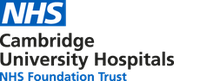 NHS
Cambridge
University Hospitals
NHS Foundation Trust